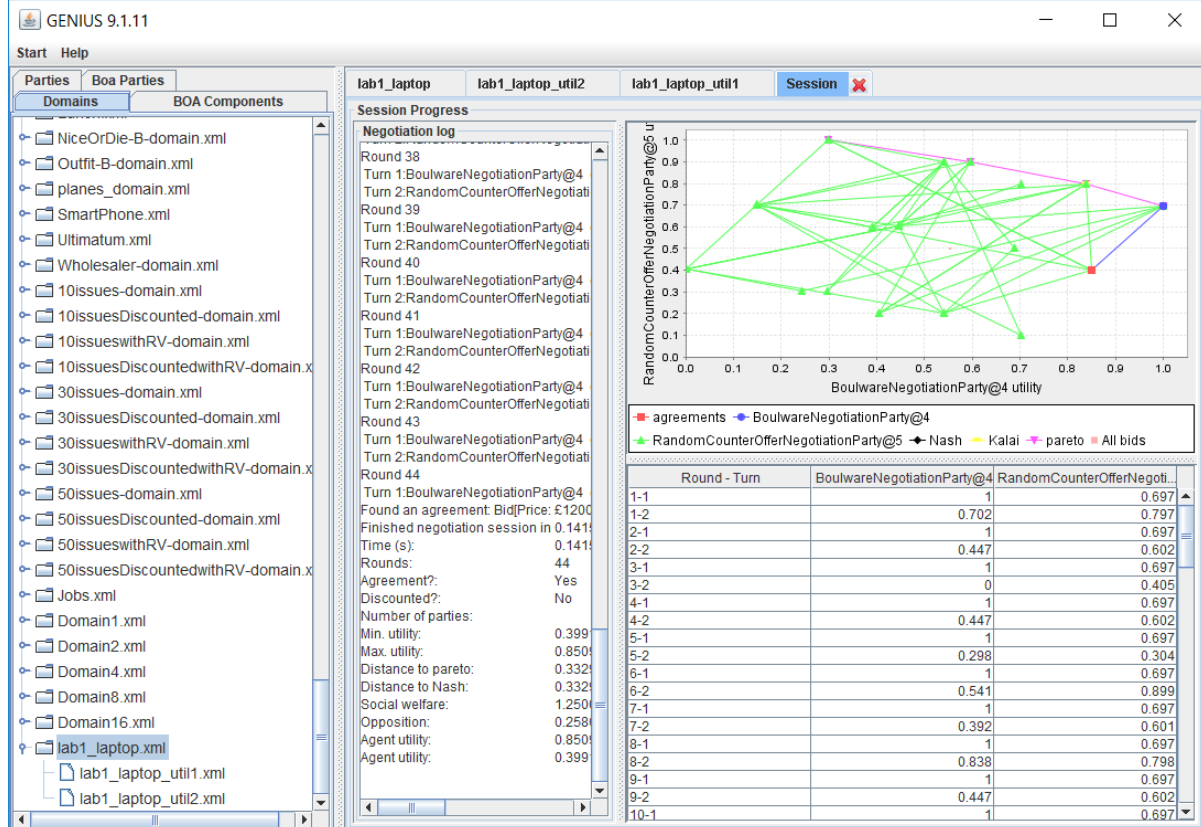 GENIUS 9.1.11
Start Help
Parties Boa Parties
Domains BOA Components
NiceOrDie-B-domain.xml
Outfit-B-domain.xml
planes_domain.xml
SmartPhone.xml
Ultimatum.xml
Wholesaler-domain.xml
10issues-domain.xml
10issuesDiscounted-domain.xml
10issueswithRV-domain.xml
10issuesDiscountedwithRV-domain.x
30issues-domain.xml
30issuesDiscounted-domain.xml
30issueswithRV-domain.xml
30issuesDiscountedwithRV-domain.x
50issues-domain.xml
50issuesDiscounted-domain.xml
50issueswithRV-domain.xml
50issuesDiscountedwithRV-domain.x
Jobs.xml
Domain1.xml
Domain2.xml
Domain4.xml
Domain8.xml
Domain16.xml
lab1_laptop.xml
lab1_laptop_util1.xml
lab1_laptop_util2.xml
lab1_laptop lab1_laptop_util2 lab1_laptop_util1 Session
Session Progress
Negotiation log
Round 38
Turn 1:BoulwareNegotiationParty@4
Turn 2:RandomCounterOfferNegotiati
Round 39
Turn 1:BoulwareNegotiationParty@4
Turn 2:RandomCounterOfferNegotiati
Round 40
Turn 1:BoulwareNegotiationParty@4
Turn 2:RandomCounterOfferNegotiati
Round 41
Turn 1:BoulwareNegotiationParty@4
Turn 2:RandomCounterOfferNegotiati
Round 42
Turn 1:BoulwareNegotiationParty@4
Turn 2:RandomCounterOfferNegotiati
Round 43
Turn 1:BoulwareNegotiationParty@4
Turn 2:RandomCounterOfferNegotiati
Round 44
Turn 1:BoulwareNegotiationParty@4
Found an agreement: Bid[Price: £1200
Finished negotiation session in 0.141
Time (s): 0.141
Rounds: 44
Agreement?: Yes
Discounted?: No
Number of parties:
Min. utility: 0.399
Max. utility: 0.850
Distance to pareto: 0.332
Distance to Nash: 0.332
Social welfare: 1.250
Opposition: 0.258
Agent utility: 0.850
Agent utility: 0.399
RandomCounterOfferNegotiationParty@5 u
1.0
0.9
0.8
0.7
0.6
0.5
0.4
0.3
0.2
0.1
0.0
0.0 0.1 0.2 0.3 0.4 0.5 0.6 0.7 0.8 0.9 1.0
BoulwareNegotiationParty@4 utility
agreements BoulwareNegotiationParty@4
RandomCounterOfferNegotiationParty@5 Nash Kalai pareto All bids
Round - Turn BoulwareNegotiationParty@4 RandomCounterOfferNegoti...
1-1 1 0.697
1-2 0.702 0.797
2-1 1 0.697
2-2 0.447 0.602
3-1 1 0.697
3-2 0 0.405
4-1 1 0.697
4-2 0.447 0.602
5-1 1 0.697
5-2 0.298 0.304
6-1 1 0.697
6-2 0.541 0.899
7-1 1 0.697
7-2 0.392 0.601
8-1 1 0.697
8-2 0.838 0.798
9-1 1 0.697
9-2 0.447 0.602
10-1 1 0.697